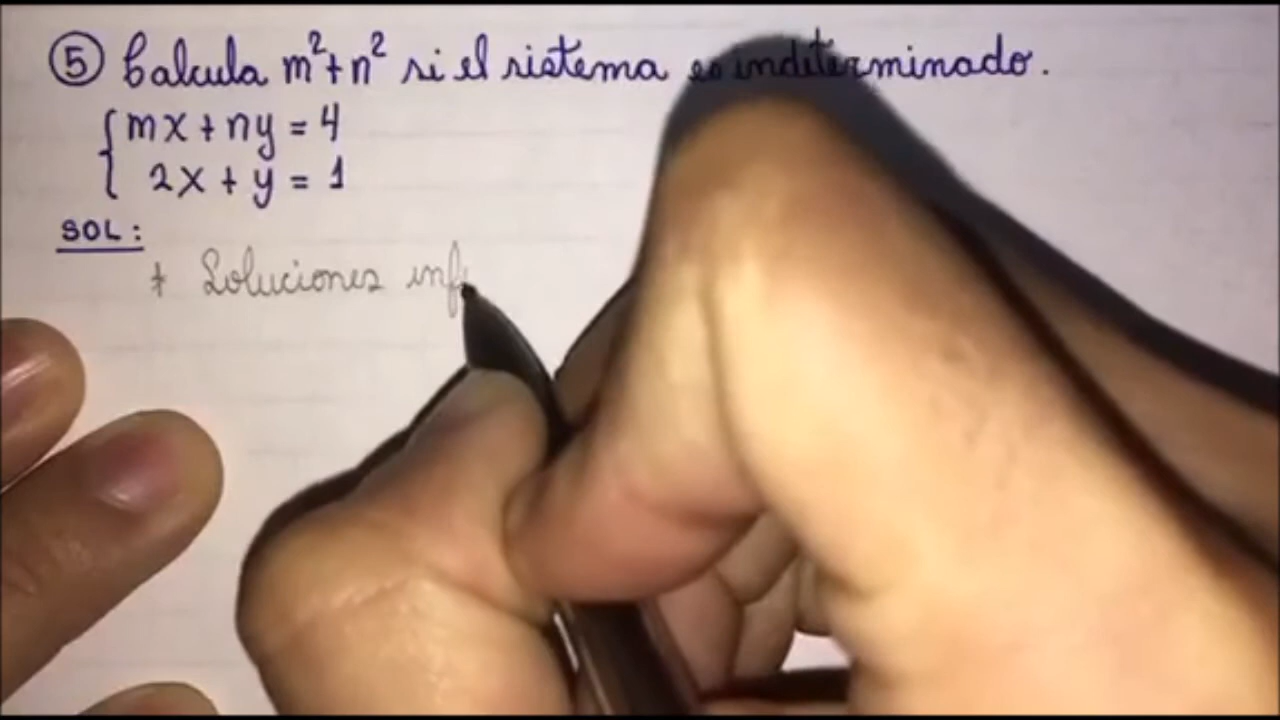 ⑤ Calcula m²+n² si el sistema es indeterminado.
mx + ny = 4
2x + y = 1
SOL:
* Soluciones inf